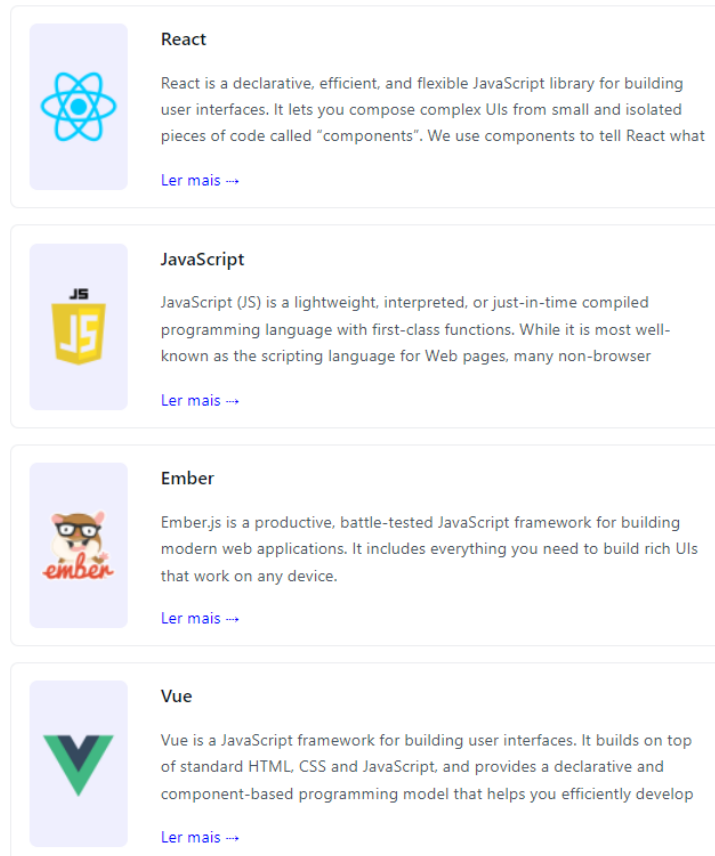 React
React is a declarative, efficient, and flexible JavaScript library for building
user interfaces. It lets you compose complex UIs from small and isolated
pieces of code called “components”. We use components to tell React what
Ler mais ⤑
JS
JS
JavaScript
JavaScript (JS) is a lightweight, interpreted, or just-in-time compiled
programming language with first-class functions. While it is most well-
known as the scripting language for Web pages, many non-browser
Ler mais ⤑
ember
Ember
Ember.js is a productive, battle-tested JavaScript framework for building
modern web applications. It includes everything you need to build rich UIs
that work on any device.
Ler mais ⤑
Vue
Vue is a JavaScript framework for building user interfaces. It builds on top
of standard HTML, CSS and JavaScript, and provides a declarative and
component-based programming model that helps you efficiently develop
Ler mais ⤑